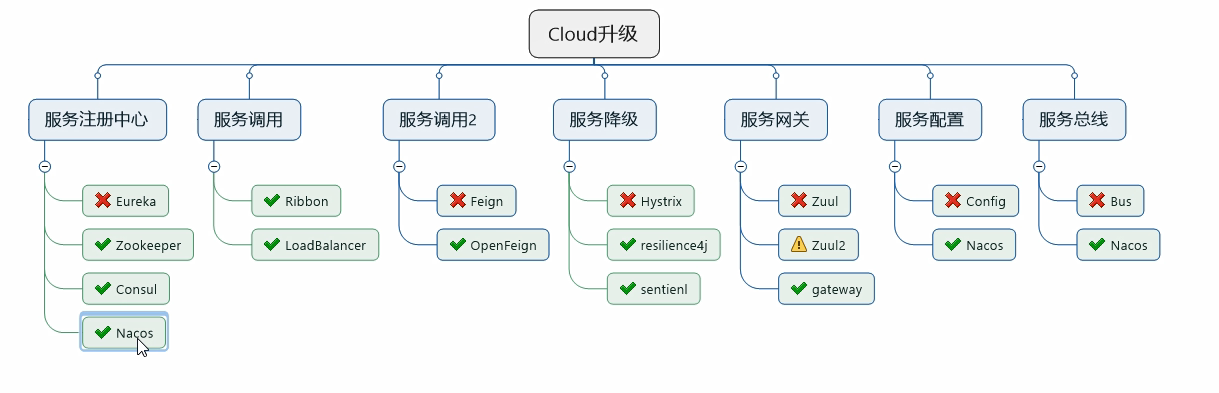 Cloud升级
服务注册中心
服务调用
服务调用2
服务降级
服务网关
服务配置
服务总线
Eureka
Zookeeper
Consul
Nacos
Ribbon
LoadBalancer
Feign
OpenFeign
Hystrix
resilience4j
sentienl
Zuul
Zuul2
gateway
Config
Nacos
Bus
Nacos